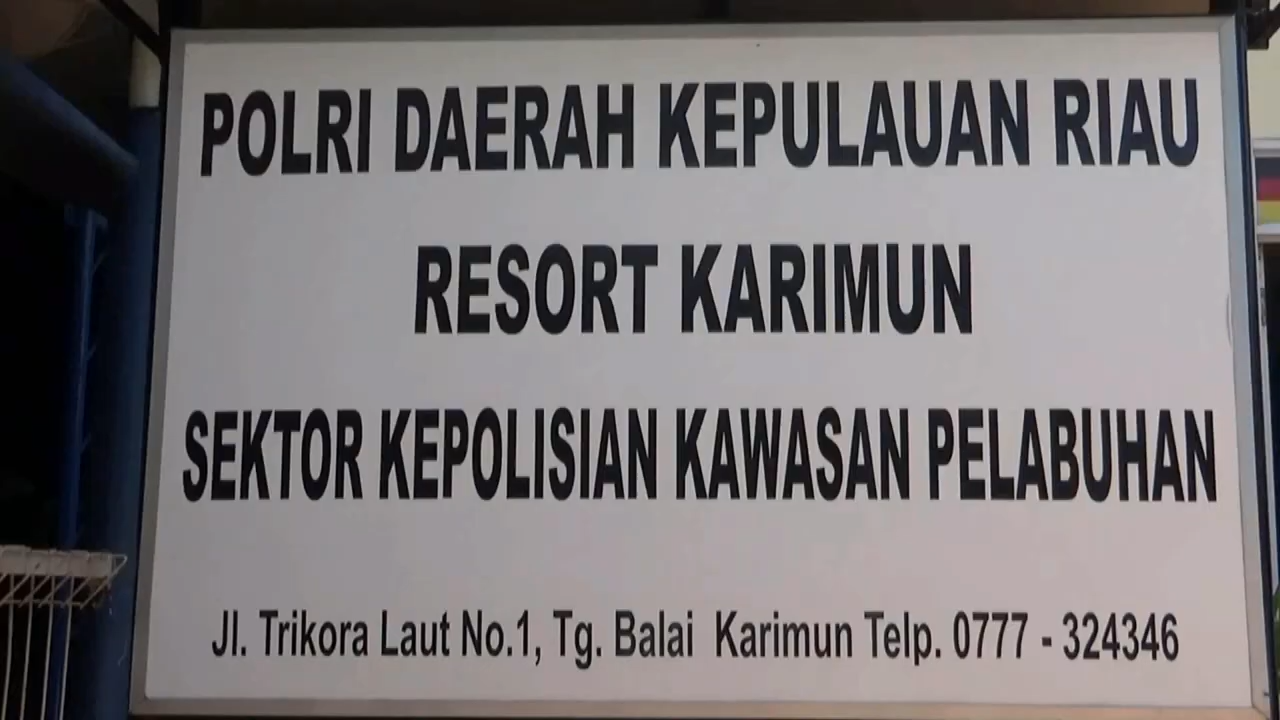 POLRI DAERAH KEPULAUAN RIAU
RESORT KARIMUN
SEKTOR KEPOLISIAN KAWASAN PELABUHAN
Jl. Trikora Laut No.1, Tg. Balai Karimun Telp. 0777 - 324346